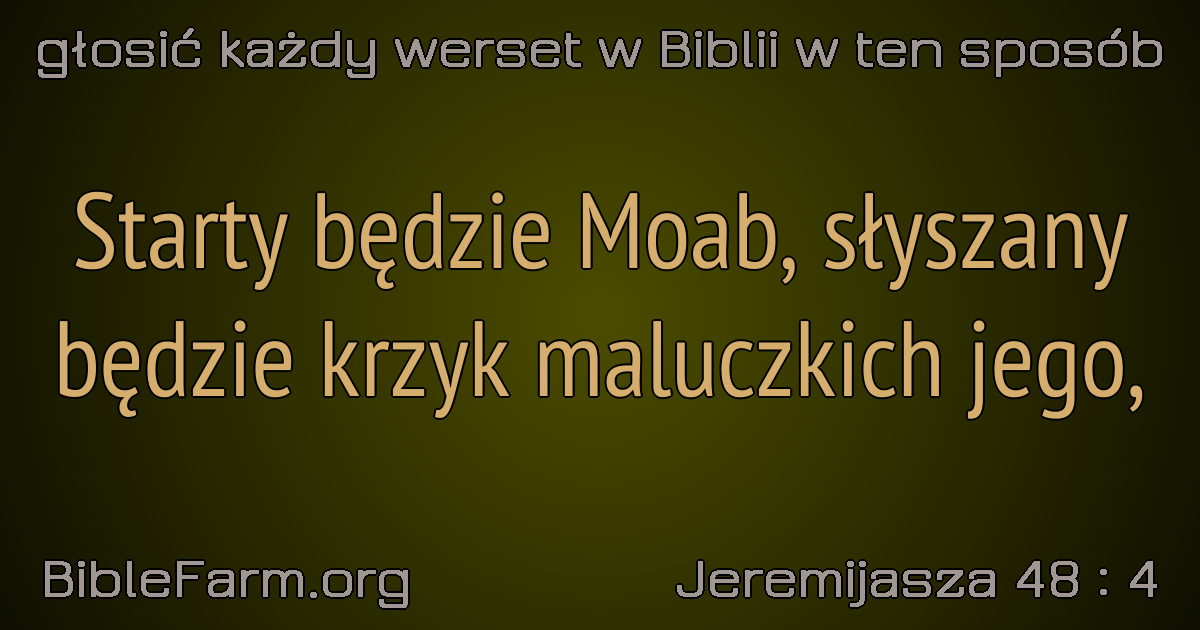 głosić każdy werset w Biblii w ten sposób
Starty będzie Moab, słyszany
będzie krzyk maluczkich jego,
BibleFarm.org
Jeremijasza 48 : 4